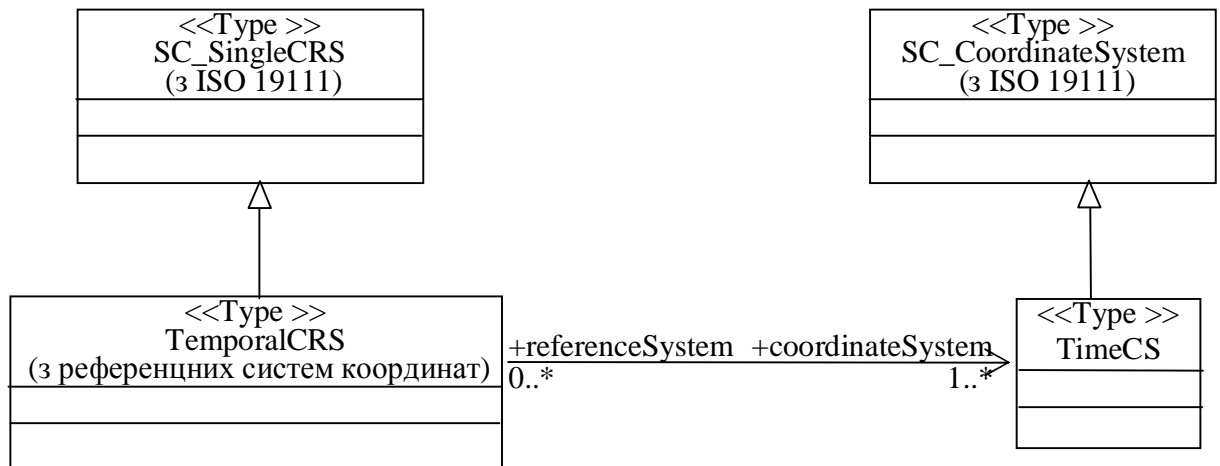 <<Type >>
SC_SingleCRS
(з ISO 19111)
<<Type >>
SC_CoordinateSystem
(з ISO 19111)
<<Type >>
TemporalCRS
(з референцних систем координат)
+referenceSystem +coordinateSystem
0..* 1..*
<<Type >>
TimeCS